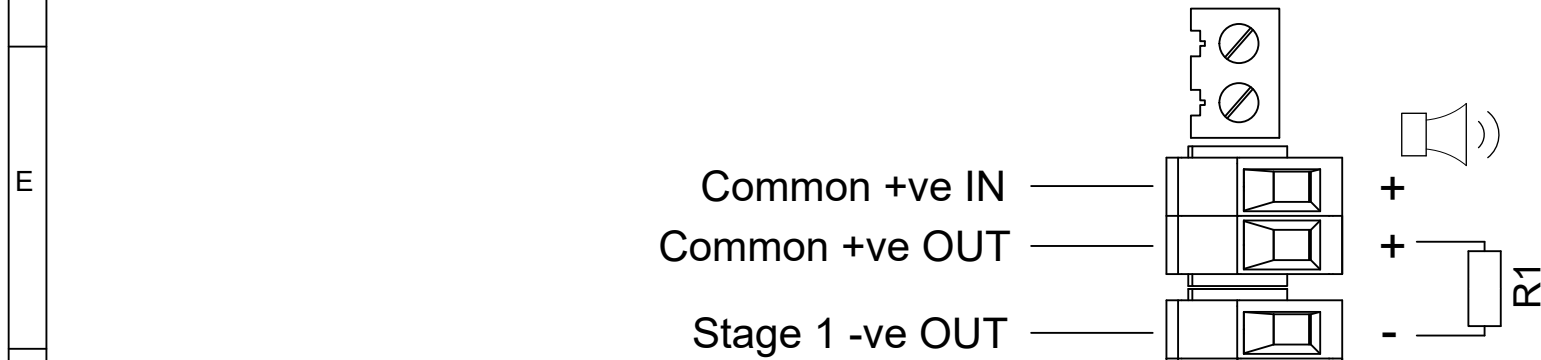 E
Common +ve IN
+
Common +ve OUT
+
R1
Stage 1 -ve OUT
-